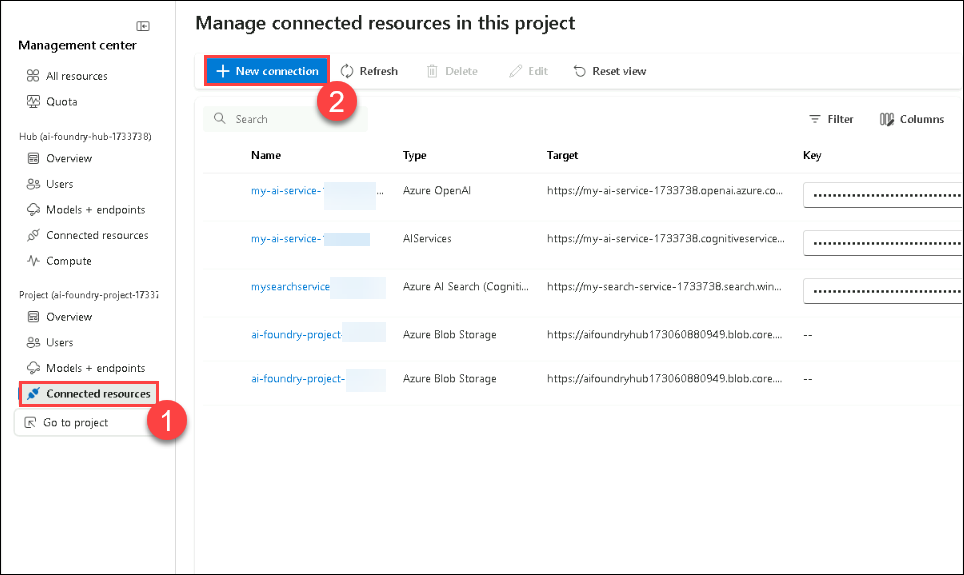 Management center
All resources
Quota
Hub (ai-foundry-hub-1733738)
Overview
Users
Models + endpoints
Connected resources
Compute
Project (ai-foundry-project-1733
Overview
Users
Models + endpoints
Connected resources
1
Go to project
Manage connected resources in this project
New connection Refresh Delete Edit Reset view
2
Search Filter Columns
Name Type Target Key
my-ai-service- ... Azure OpenAI https://my-ai-service-1733738.openai.azure.co... ••••••••••••••••••••••••••
my-ai-service- AIServices https://my-ai-service-1733738.cognitiveservice... ••••••••••••••••••••••••••
mysearchservice Azure AI Search (Cogniti... https://my-search-service-1733738.search.win... ••••••••••••••••••••••••••
ai-foundry-project- Azure Blob Storage https://aifoundryhub173060880949.blob.core.... --
ai-foundry-project- Azure Blob Storage https://aifoundryhub173060880949.blob.core.... --